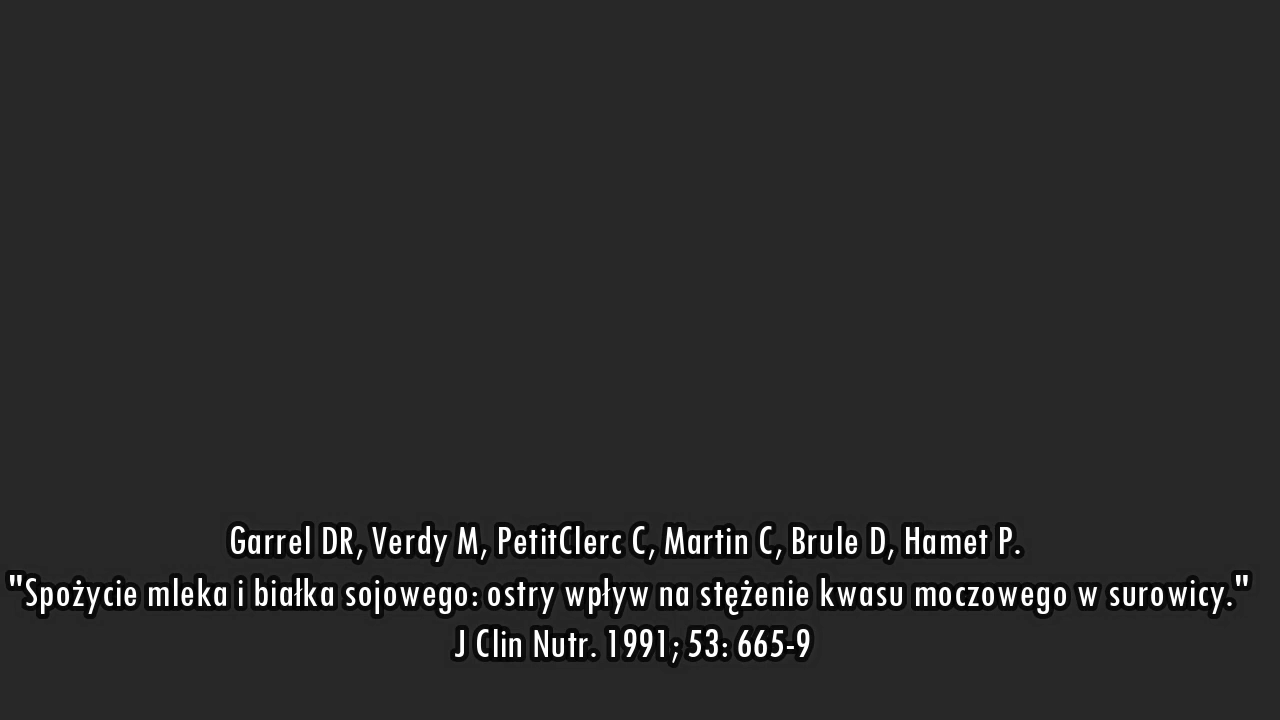 Garrel DR, Verdy M, PetitClerc C, Martin C, Brule D, Hamet P.
"Spożycie mleka i białka sojowego: ostry wpływ na stężenie kwasu moczowego w surowicy."
J Clin Nutr. 1991; 53: 665-9